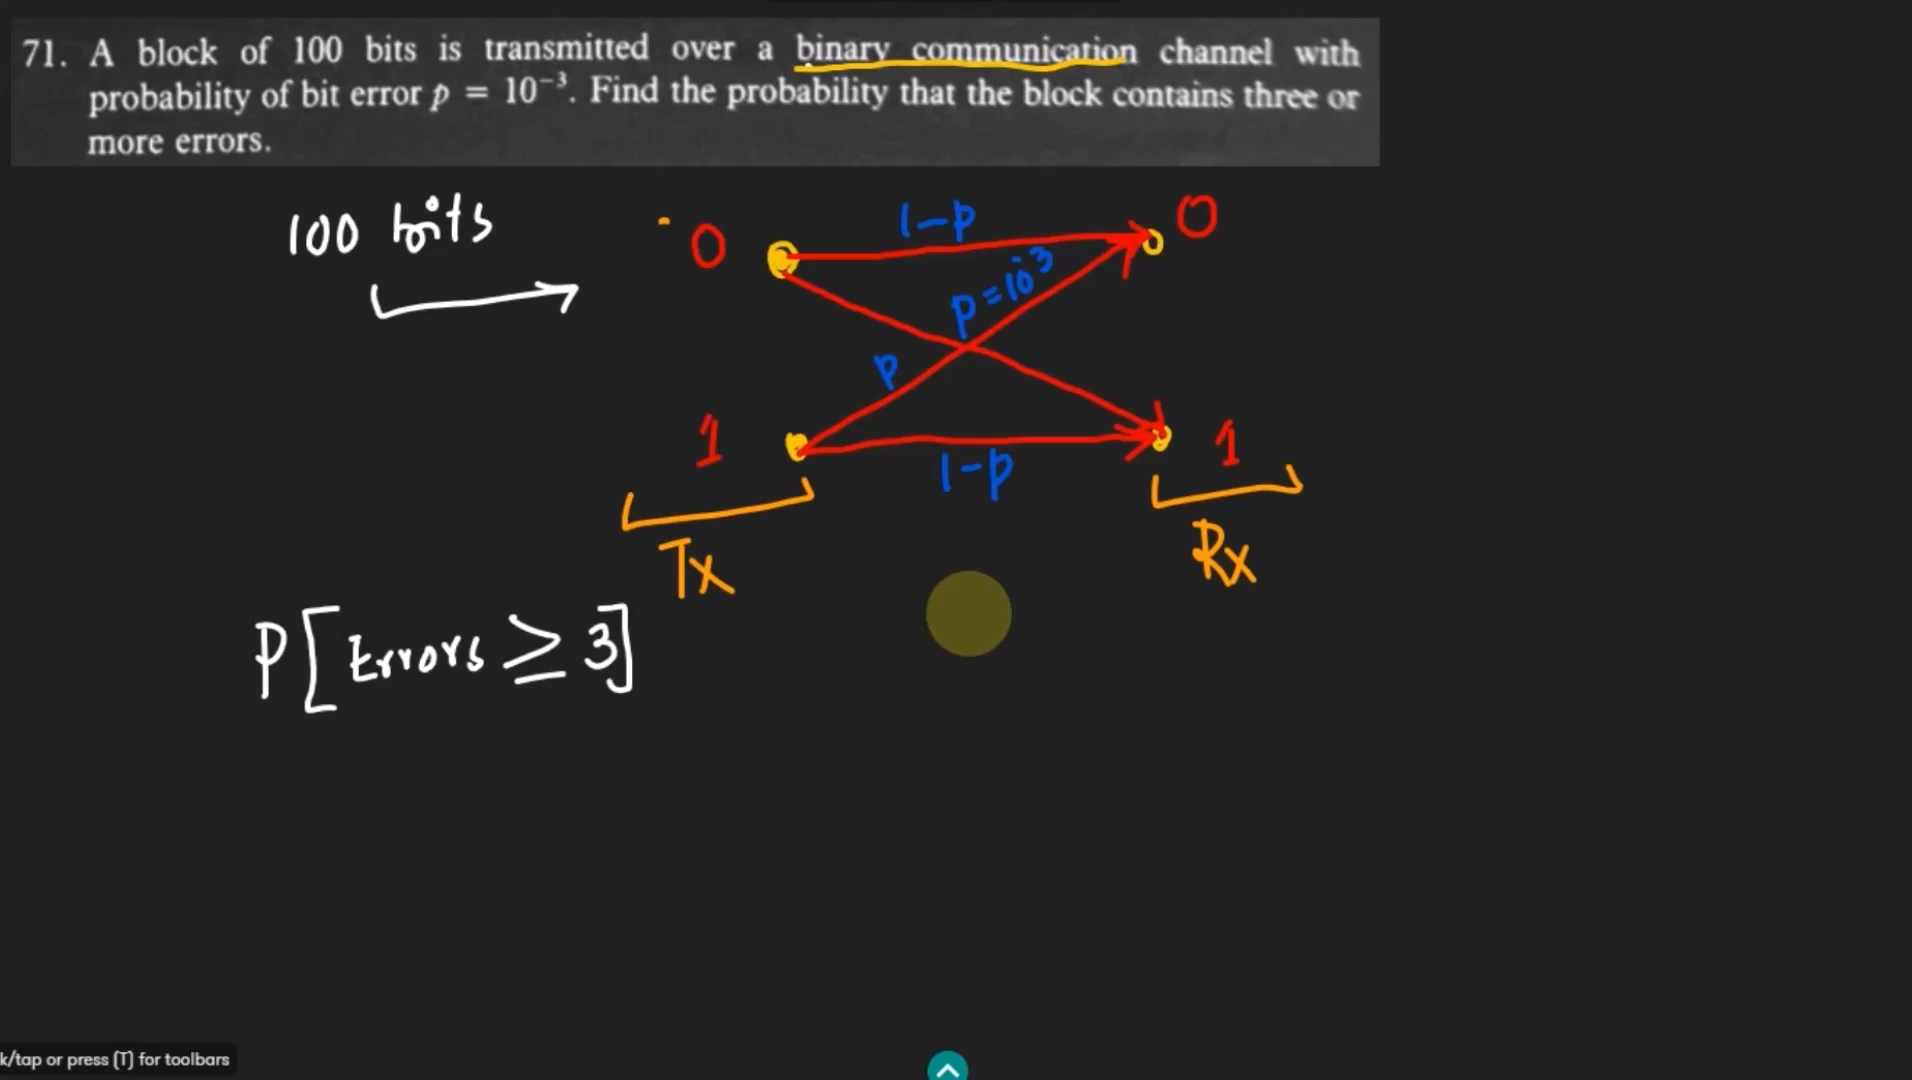 71. A block of 100 bits is transmitted over a binary communication channel with
probability of bit error p = 10⁻³. Find the probability that the block contains three or
more errors.
100 bits
0
1-p
0
p=10⁻³
p
1
1-p
1
Tx
Rx
P[Errors ≥ 3]
k/tap or press (T) for toolbars